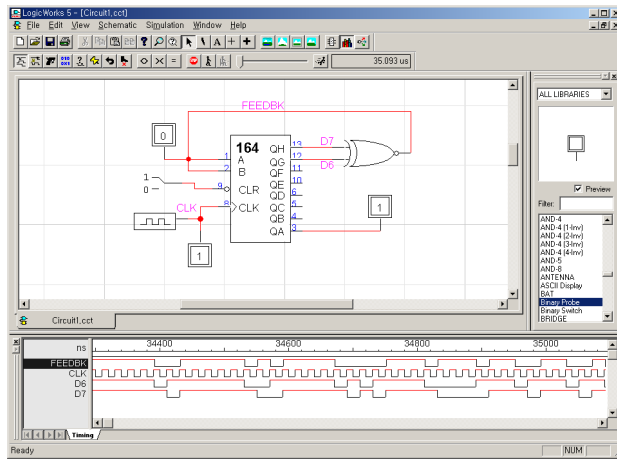 LogicWorks 5 - [Circuit1.cct]
File Edit View Schematic Simulation Window Help
35.093 us
FEEDBK
0
164
1 A
2 B
9 CLR
8 CLK
QH 13
QG 12
QF 11
QE 10
QD 6
QC 5
QB 4
QA 3
D7
D6
1
0
CLK
1
1
Circuit1.cct
ALL LIBRARIES
Preview
Filter:
AND-4
AND-4 (1-Inv)
AND-4 (2-Inv)
AND-4 (3-Inv)
AND-4 (4-Inv)
AND-5
AND-8
ANTENNA
ASCII Display
BAT
Binary Probe
Binary Switch
BRIDGE
ns 34400 34600 34800 35000
FEEDBK
CLK
D6
D7
Timing
Ready NUM